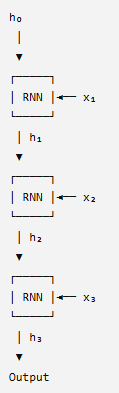 h₀
RNN x₁
h₁
RNN x₂
h₂
RNN x₃
h₃
Output